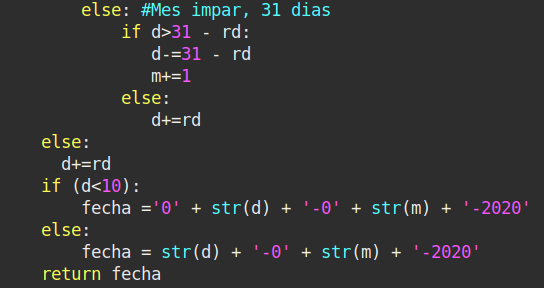 else: #Mes impar, 31 dias
if d>31 - rd:
d-=31 - rd
m+=1
else:
d+=rd
else:
d+=rd
if (d<10):
fecha ='0' + str(d) + '-0' + str(m) + '-2020'
else:
fecha = str(d) + '-0' + str(m) + '-2020'
return fecha